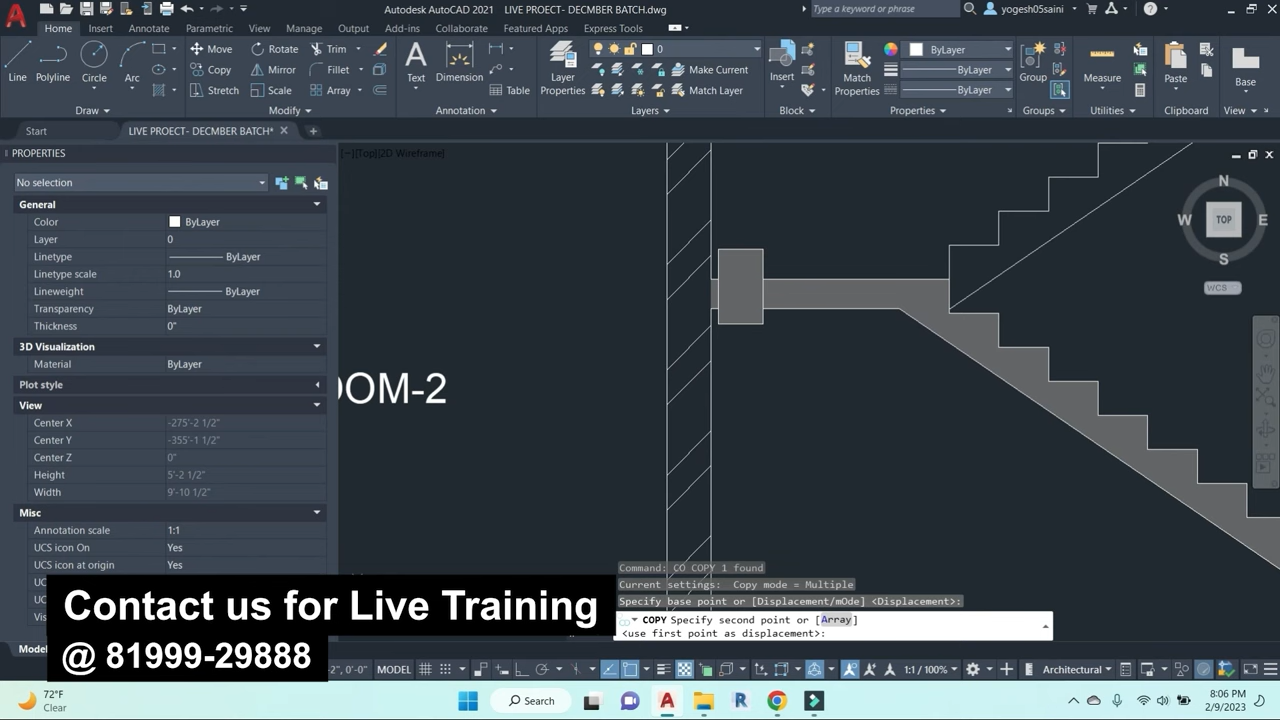 Autodesk AutoCAD 2021 LIVE PROECT- DECMBER BATCH.dwg
Type a keyword or phrase
yogesh05saini
Home Insert Annotate Parametric View Manage Output Add-ins Collaborate Featured Apps Express Tools
Line Polyline Circle Arc
Move Rotate Trim
Copy Mirror Fillet
Stretch Scale Array
Text Dimension Table
Layer Properties
0
Make Current
Match Layer
Insert
Match Properties
ByLayer
ByLayer
ByLayer
Group
Measure
Paste
Base
Draw Modify Annotation Layers Block Properties Groups Utilities Clipboard View
Start LIVE PROECT- DECMBER BATCH*
PROPERTIES
No selection
General
Color ByLayer
Layer 0
Linetype ByLayer
Linetype scale 1.0
Lineweight ByLayer
Transparency ByLayer
Thickness 0"
3D Visualization
Material ByLayer
Plot style
View
Center X -275'-2 1/2"
Center Y -355'-1 1/2"
Center Z 0"
Height 5'-2 1/2"
Width 9'-10 1/2"
Misc
Annotation scale 1:1
UCS icon On Yes
UCS icon at origin Yes
[−][Top][2D Wireframe]
OOM-2
N
W TOP E
S
WCS
Command: CO COPY 1 found
Current settings: Copy mode = Multiple
Specify base point or [Displacement/mOde] <Displacement>:
COPY Specify second point or [Array]
<use first point as displacement>:
Contact us for Live Training
@ 81999-29888
MODEL
1:1 / 100%
Architectural
72°F
Clear
Search
8:06 PM
2/9/2023